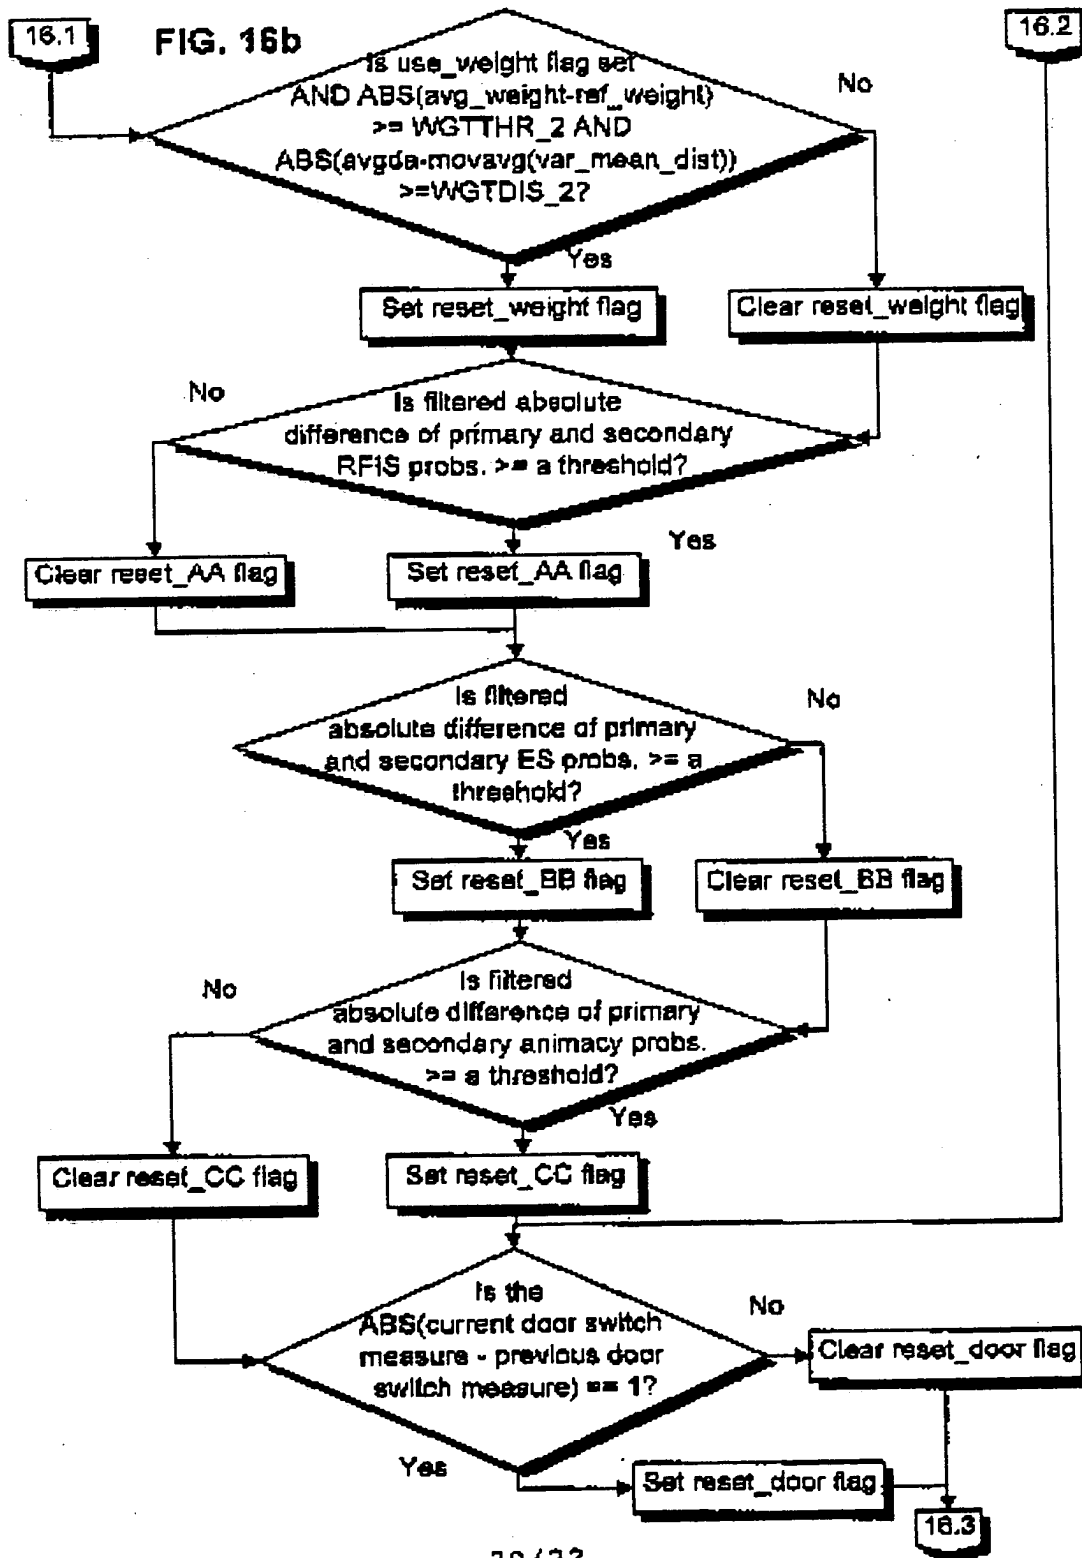 16.1
FIG. 16b
16.2
Is use_weight flag set
AND ABS(avg_weight-ref_weight)
>= WGTTHR_2 AND
ABS(avgda-movavg(var_mean_dist))
>=WGTDIS_2?
No
Yes
Set reset_weight flag
Clear reset_weight flag
No
Is filtered absolute
difference of primary and secondary
RFIS probs. >= a threshold?
Yes
Clear reset_AA flag
Set reset_AA flag
Is filtered
absolute difference of primary
and secondary ES probs. >= a
threshold?
No
Yes
Set reset_BB flag
Clear reset_BB flag
No
Is filtered
absolute difference of primary
and secondary animacy probs.
>= a threshold?
Yes
Clear reset_CC flag
Set reset_CC flag
Is the
ABS(current door switch
measure - previous door
switch measure) == 1?
No
Clear reset_door flag
Yes
Set reset_door flag
16.3